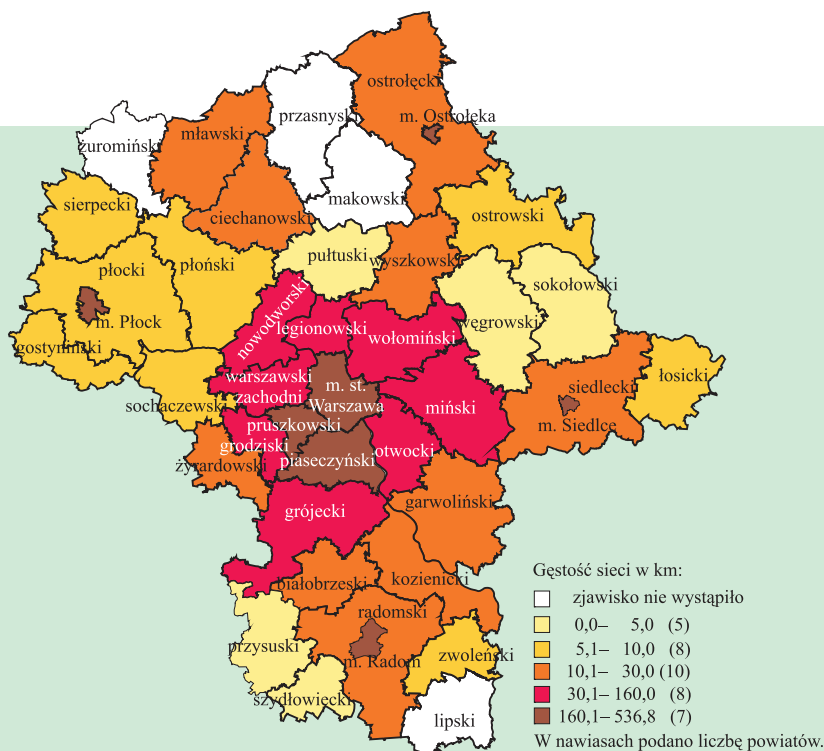 ostrołęcki
przasnyski
m. Ostrołęka
mławski
żuromiński
makowski
sierpecki
ciechanowski
ostrowski
pułtuski
wyszkowski
płocki
płoński
sokołowski
m. Płock
nowodworski
legionowski
węgrowski
wołomiński
gostyniński
warszawski
zachodni
m. st.
Warszawa
siedlecki
łosicki
sochaczewski
miński
pruszkowski
m. Siedlce
grodziski
otwocki
piaseczyński
żyrardowski
garwoliński
grójecki
białobrzeski
kozienicki
radomski
przysuski
m. Radom
zwoleński
szydłowiecki
lipski
Gęstość sieci w km:
zjawisko nie wystąpiło
0,0– 5,0 (5)
5,1– 10,0 (8)
10,1– 30,0 (10)
30,1– 160,0 (8)
160,1– 536,8 (7)
W nawiasach podano liczbę powiatów.